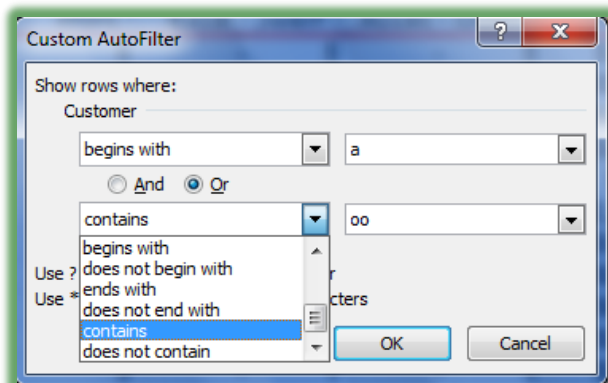 Custom AutoFilter
Show rows where:
Customer
begins with a
And Or
contains oo
begins with
does not begin with
Use ? r
ends with
Use * cters
does not end with
contains
does not contain
OK Cancel